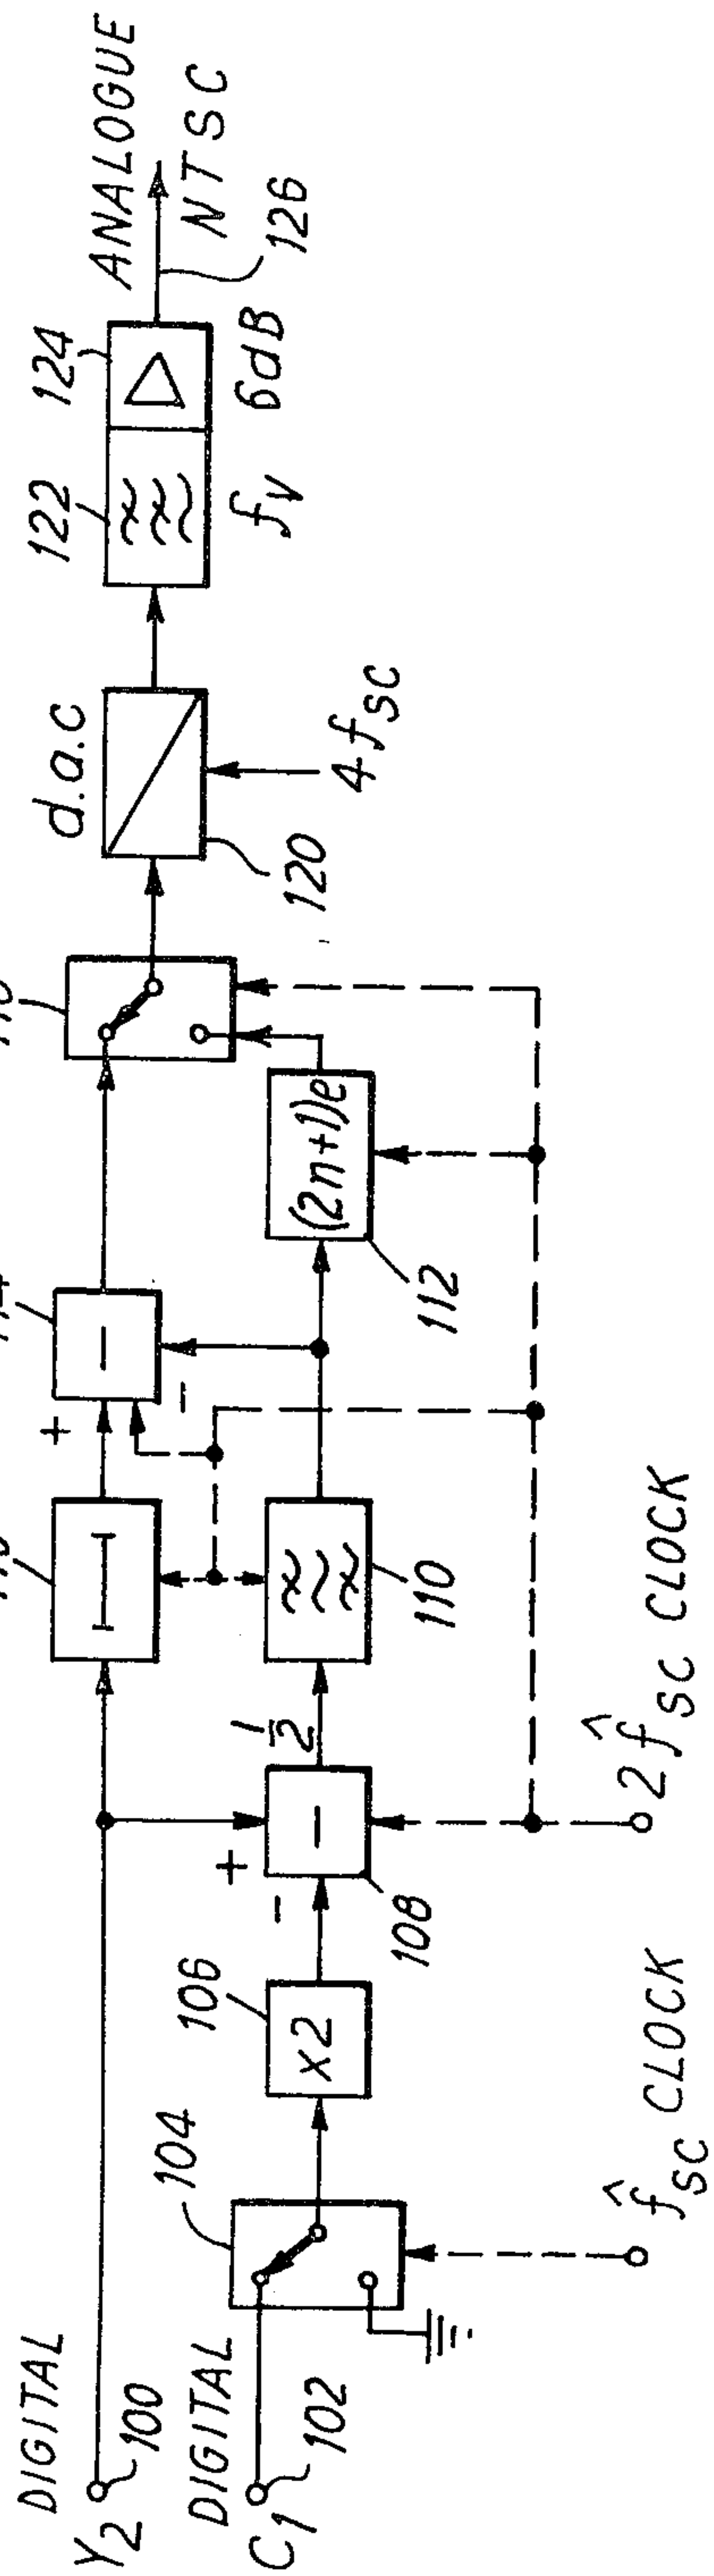 DIGITAL
Y2
100
DIGITAL
C1
102
104
f̂SC CLOCK
106
x2
+
-
108
-
1/2
2f̂SC CLOCK
110
+
-
-
112
(2n+1)e
d.a.c
120
4fSC
122
fV
124
6dB
ANALOGUE
NTSC
126